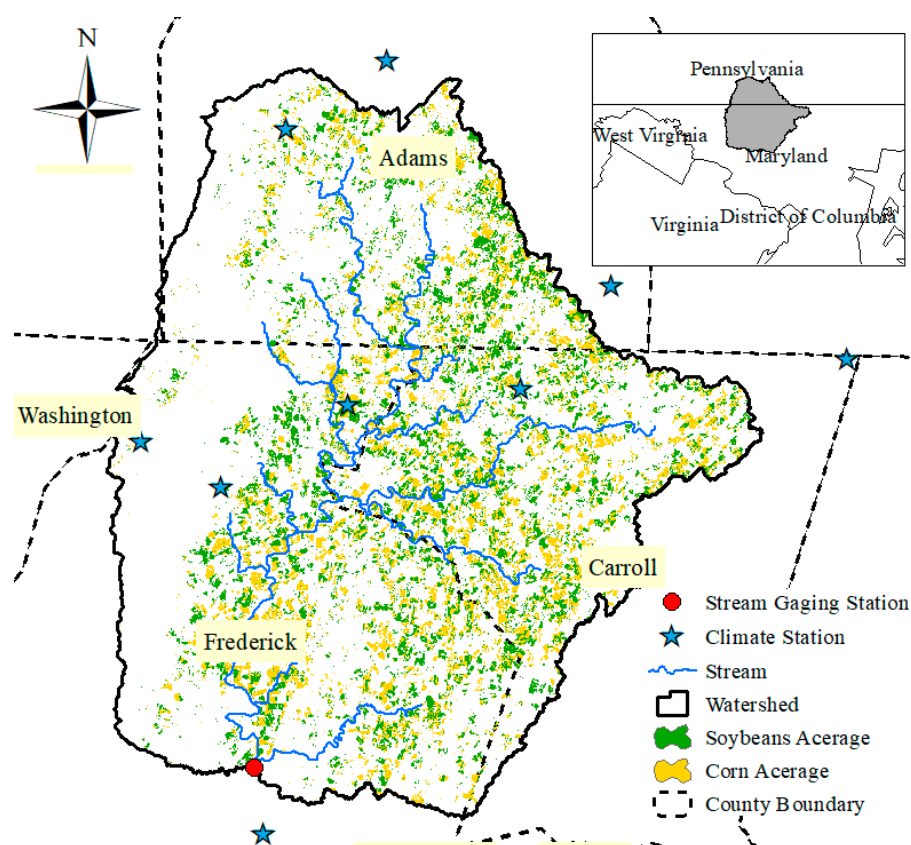 N
Adams
Washington
Frederick
Carroll
Pennsylvania
West Virginia
Maryland
Virginia
District of Columbia
Stream Gaging Station
Climate Station
Stream
Watershed
Soybeans Acerage
Corn Acerage
County Boundary